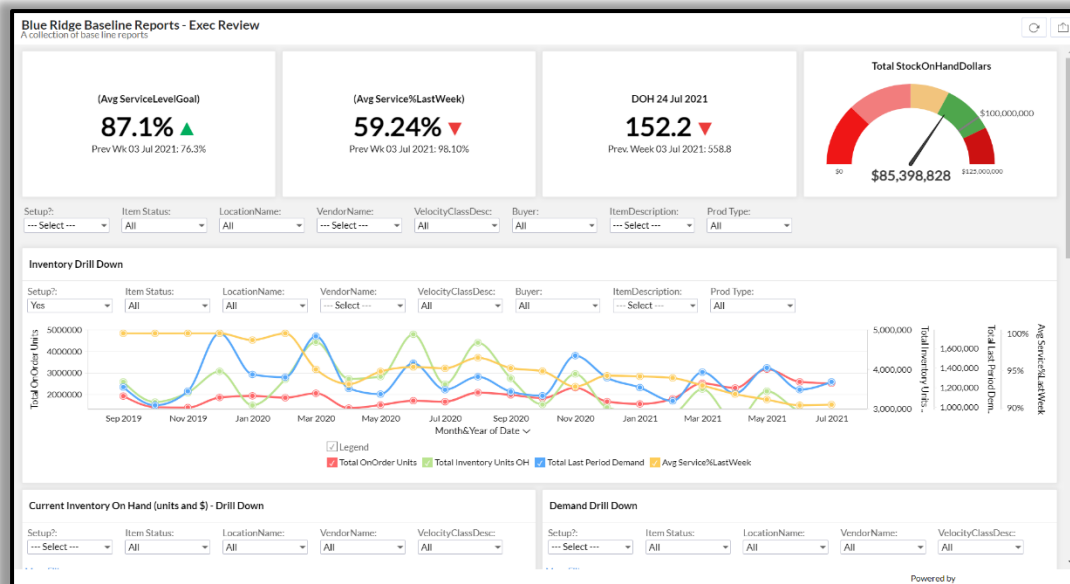 Blue Ridge Baseline Reports - Exec Review
A collection of base line reports
(Avg ServiceLevelGoal)
87.1%
Prev Wk 03 Jul 2021: 76.3%
(Avg Service%LastWeek)
59.24%
Prev Wk 03 Jul 2021: 98.10%
DOH 24 Jul 2021
152.2
Prev. Week 03 Jul 2021: 558.8
Total StockOnHandDollars
$100,000,000
$0
$85,398,828
$125,000,000
Setup?: Item Status: LocationName: VendorName: VelocityClassDesc: Buyer: ItemDescription: Prod Type:
--- Select --- All All --- Select --- All All --- Select --- All
Inventory Drill Down
Setup?: Item Status: LocationName: VendorName: VelocityClassDesc: Buyer: ItemDescription: Prod Type:
Yes All All --- Select --- All All --- Select --- All
Total OnOrder Units
5000000
4000000
3000000
2000000
5,000,000
4,000,000
3,000,000
Total Inventory Units..
1,600,000
1,400,000
1,200,000
1,000,000
Total Last Period Dem..
100%
95%
90%
Avg Service%LastWeek
Sep 2019 Nov 2019 Jan 2020 Mar 2020 May 2020 Jul 2020 Sep 2020 Nov 2020 Jan 2021 Mar 2021 May 2021 Jul 2021
Month&Year of Date
Legend
Total OnOrder Units Total Inventory Units OH Total Last Period Demand Avg Service%LastWeek
Current Inventory On Hand (units and $) - Drill Down
Setup?: Item Status: LocationName: VendorName: VelocityClassDesc:
--- Select --- All All All All
Demand Drill Down
Setup?: Item Status: LocationName: VendorName: VelocityClassDesc:
--- Select --- All All All All
Powered by